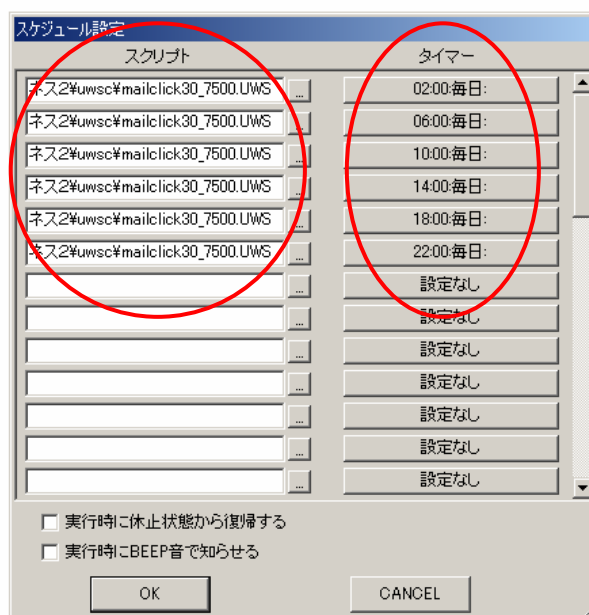 スケジュール設定
スクリプト タイマー
ネス2¥uwsc¥mailclick30_7500.UWS ... 02:00:毎日:
ネス2¥uwsc¥mailclick30_7500.UWS ... 06:00:毎日:
ネス2¥uwsc¥mailclick30_7500.UWS ... 10:00:毎日:
ネス2¥uwsc¥mailclick30_7500.UWS ... 14:00:毎日:
ネス2¥uwsc¥mailclick30_7500.UWS ... 18:00:毎日:
ネス2¥uwsc¥mailclick30_7500.UWS ... 22:00:毎日:
... 設定なし
... 設定なし
... 設定なし
... 設定なし
... 設定なし
... 設定なし
... 設定なし
実行時に休止状態から復帰する
実行時にBEEP音で知らせる
OK CANCEL